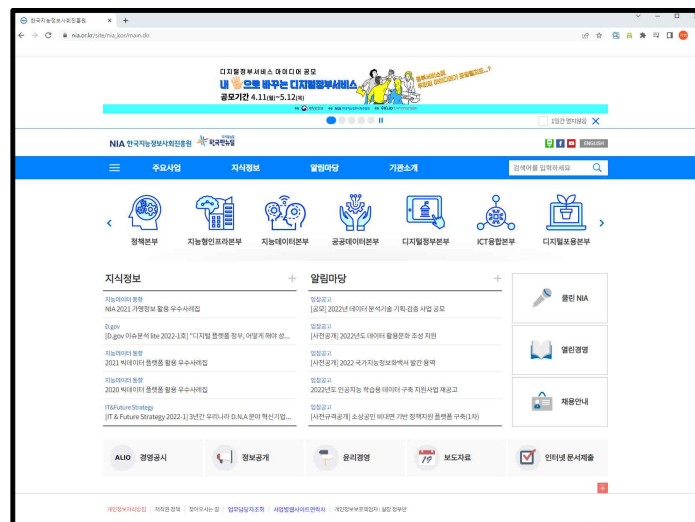 한국지능정보사회진흥원
nia.or.kr/site/nia_kor/main.do
디지털정부서비스 아이디어 공모
내 손으로 바꾸는 디지털정부서비스
공모기간 4.11(월)~5.12(목)
1일간 열지않음
NIA 한국지능정보사회진흥원
디지털 한국판뉴딜
ENGLISH
주요사업 지식정보 알림마당 기관소개
검색어를 입력하세요
정책본부 지능형인프라본부 지능데이터본부 공공데이터본부 디지털정부본부 ICT융합본부 디지털포용본부
지식정보
지능데이터 동향
NIA 2021 가명정보 활용 우수사례집
D.gov
[D.gov 이슈분석 lite 2022-1호] "디지털 플랫폼 정부, 어떻게 해야 성...
지능데이터 동향
2021 빅데이터 플랫폼 활용 우수사례집
지능데이터 동향
2020 빅데이터 플랫폼 활용 우수사례집
IT&Future Strategy
[IT & Future Strategy 2022-1] 3년간 우리나라 D.N.A 분야 혁신기업...
알림마당
입찰공고
[공모] 2022년 데이터 분석기술 기획·검증 사업 공모
입찰공고
[사전공개] 2022년도 데이터 활용문화 조성 지원
입찰공고
[사전공개] 2022 국가지능정보화백서 발간 용역
입찰공고
2022년도 인공지능 학습용 데이터 구축 지원사업 재공고
입찰공고
[사전규격공개] 소상공인 비대면 기반 정책지원 플랫폼 구축(1차)
클린 NIA
열린경영
채용안내
ALIO 경영공시
정보공개
윤리경영
19 보도자료
인터넷 문서제출
개인정보처리방침 저작권 정책 찾아오시는 길 업무담당자조회 사업별웹사이트연락처